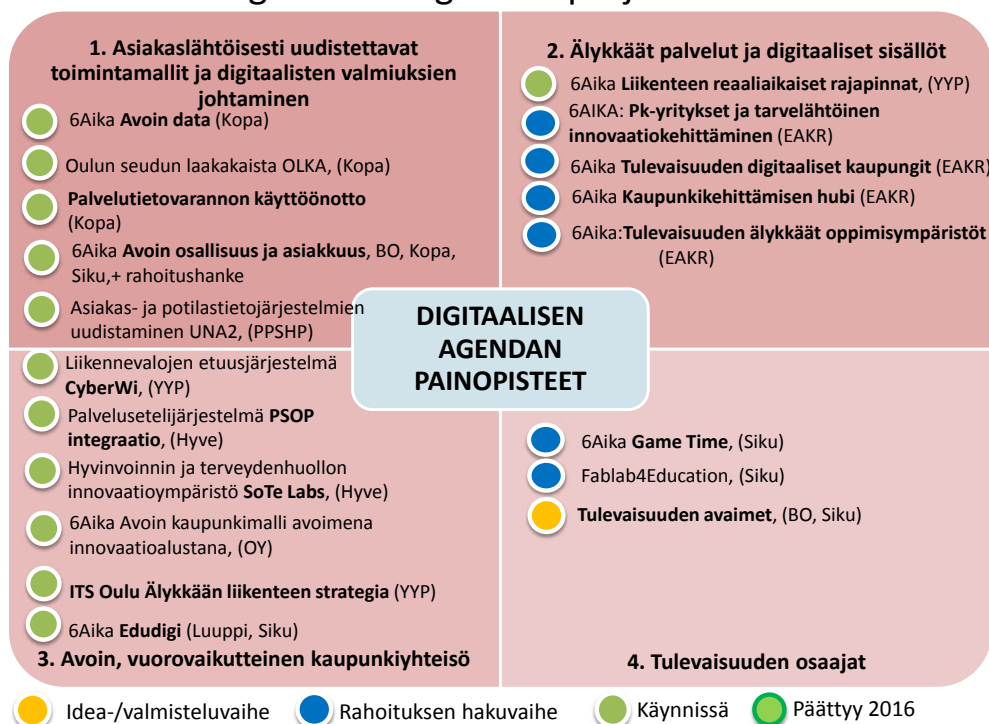 1. Asiakaslähtöisesti uudistettavat
toimintamallit ja digitaalisten valmiuksien
johtaminen
6Aika Avoin data (Kopa)
Oulun seudun laakakaista OLKA, (Kopa)
Palvelutietovarannon käyttöönotto
(Kopa)
6Aika Avoin osallisuus ja asiakkuus, BO, Kopa,
Siku,+ rahoitushanke
Asiakas- ja potilastietojärjestelmien
uudistaminen UNA2, (PPSHP)
2. Älykkäät palvelut ja digitaaliset sisällöt
6Aika Liikenteen reaaliaikaiset rajapinnat, (YYP)
6AIKA: Pk-yritykset ja tarvelähtöinen
innovaatiokehittäminen (EAKR)
6Aika Tulevaisuuden digitaaliset kaupungit (EAKR)
6Aika Kaupunkikehittämisen hubi (EAKR)
6Aika:Tulevaisuuden älykkäät oppimisympäristöt
(EAKR)
DIGITAALISEN
AGENDAN
PAINOPISTEET
Liikennevalojen etuusjärjestelmä
CyberWi, (YYP)
Palvelusetelijärjestelmä PSOP
integraatio, (Hyve)
Hyvinvoinnin ja terveydenhuollon
innovaatioympäristö SoTe Labs, (Hyve)
6Aika Avoin kaupunkimalli avoimena
innovaatioalustana, (OY)
ITS Oulu Älykkään liikenteen strategia (YYP)
6Aika Edudigi (Luuppi, Siku)
3. Avoin, vuorovaikutteinen kaupunkiyhteisö
6Aika Game Time, (Siku)
Fablab4Education, (Siku)
Tulevaisuuden avaimet, (BO, Siku)
4. Tulevaisuuden osaajat
Idea-/valmisteluvaihe
Rahoituksen hakuvaihe
Käynnissä
Päättyy 2016